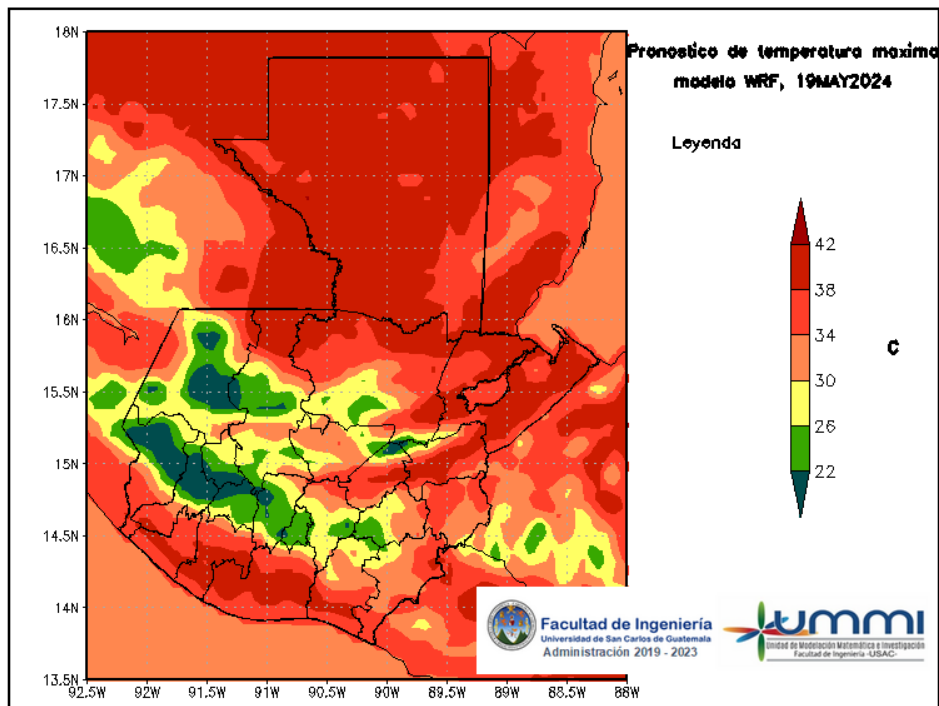 Pronostico de temperatura maxima
modelo WRF, 19MAY2024
Leyenda
42
38
34
30
26
22
C
18N
17.5N
17N
16.5N
16N
15.5N
15N
14.5N
14N
13.5N
92.5W 92W 91.5W 91W 90.5W 90W 89.5W 89W 88.5W 88W
Facultad de Ingeniería
Universidad de San Carlos de Guatemala
Administración 2019 - 2023
ummi
Unidad de Modelación Matemática e Investigación
Facultad de Ingeniería -USAC-